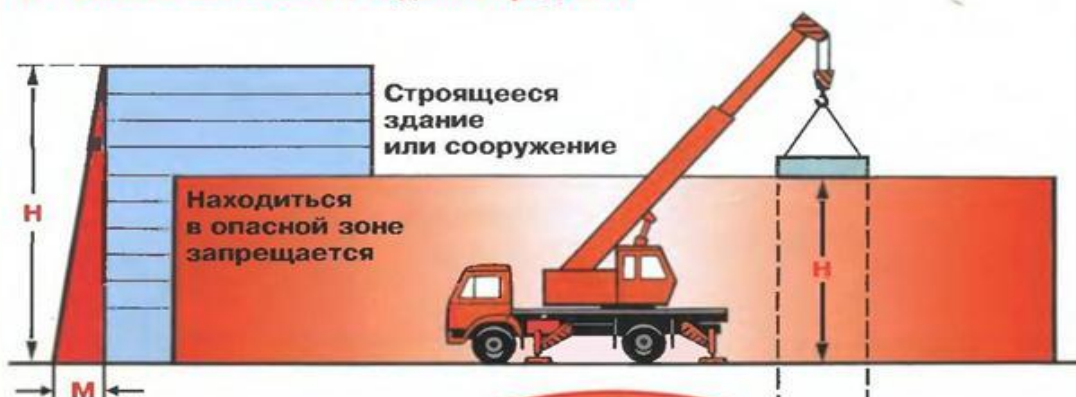 Строящееся
здание
или сооружение
Находиться
в опасной зоне
запрещается
Н
Н
М